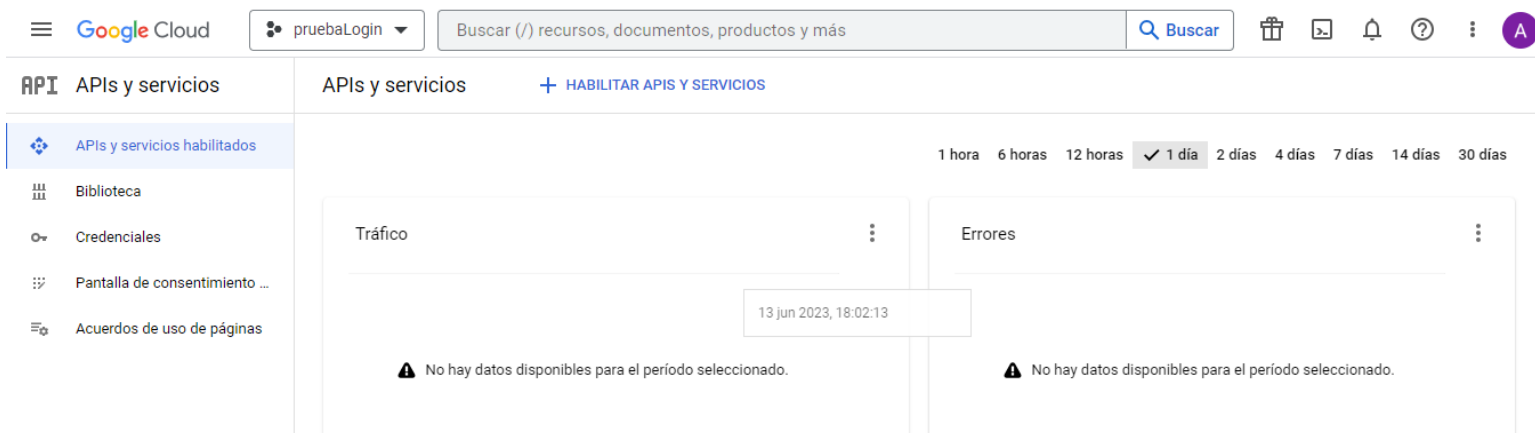 Google Cloud pruebaLogin Buscar (/) recursos, documentos, productos y más Buscar A
API APIs y servicios
APIs y servicios HABILITAR APIS Y SERVICIOS
APIs y servicios habilitados
Biblioteca
Credenciales
Pantalla de consentimiento ...
Acuerdos de uso de páginas
1 hora 6 horas 12 horas 1 día 2 días 4 días 7 días 14 días 30 días
Tráfico
13 jun 2023, 18:02:13
No hay datos disponibles para el período seleccionado.
Errores
No hay datos disponibles para el período seleccionado.